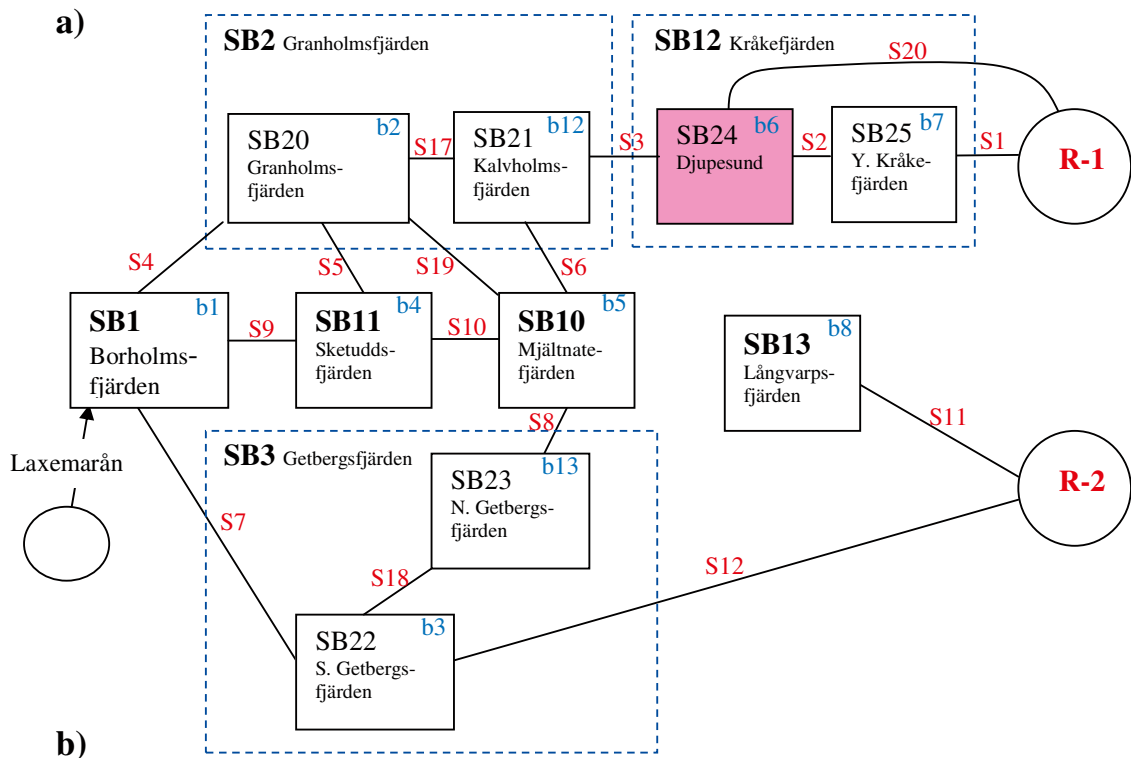 a)
SB2 Granholmsfjärden
SB12 Kråkefjärden
S20
SB20
b2
Granholms-
fjärden
S17
SB21
b12
Kalvholms-
fjärden
S3
SB24
b6
Djupesund
S2
SB25
b7
Y. Kråke-
fjärden
S1
R-1
S4
S5
S19
S6
SB1
b1
Borholms-
fjärden
S9
SB11
b4
Sketudds-
fjärden
S10
SB10
b5
Mjältnate-
fjärden
SB13
b8
Långvarps-
fjärden
S11
S8
Laxemarån
SB3 Getbergsfjärden
SB23
b13
N. Getbergs-
fjärden
R-2
S7
S18
S12
SB22
b3
S. Getbergs-
fjärden
b)